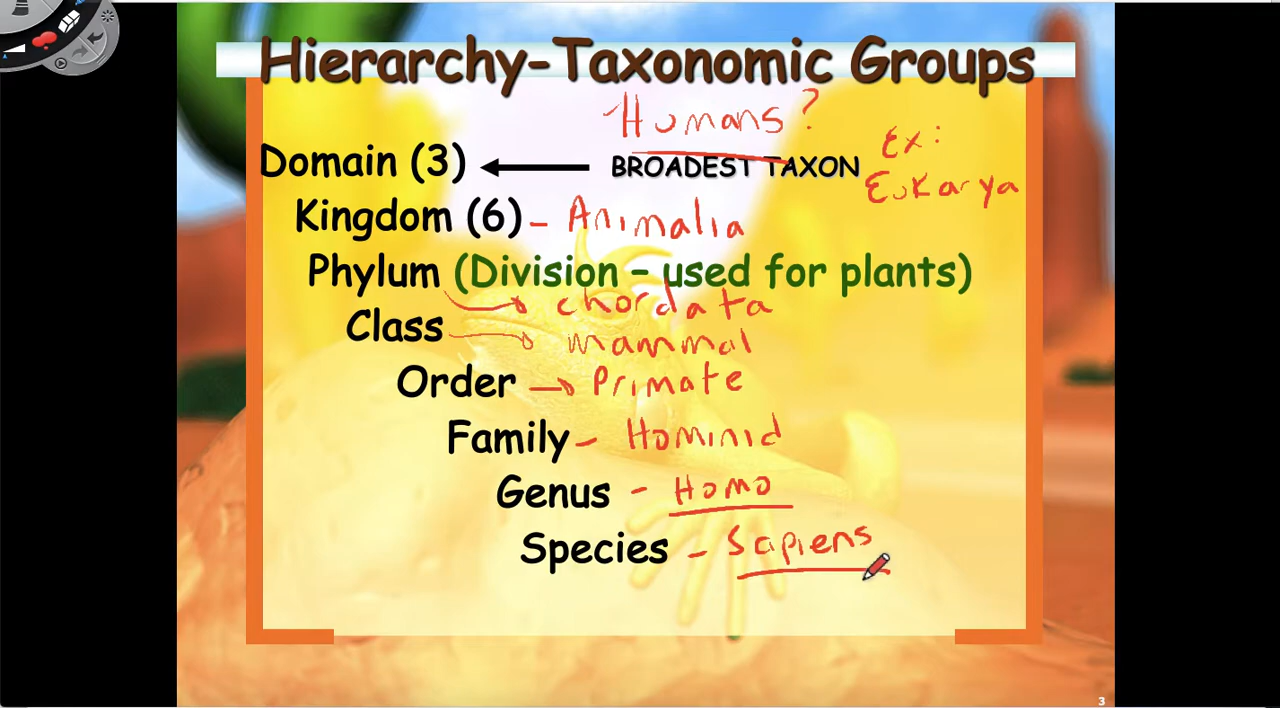 Hierarchy-Taxonomic Groups
Humans?
Ex:
Domain (3) BROADEST TAXON
Eukarya
Kingdom (6) - Animalia
Phylum (Division – used for plants)
chordata
Class
mammal
Order Primate
Family - Hominid
Genus - Homo
Species - Sapiens
3